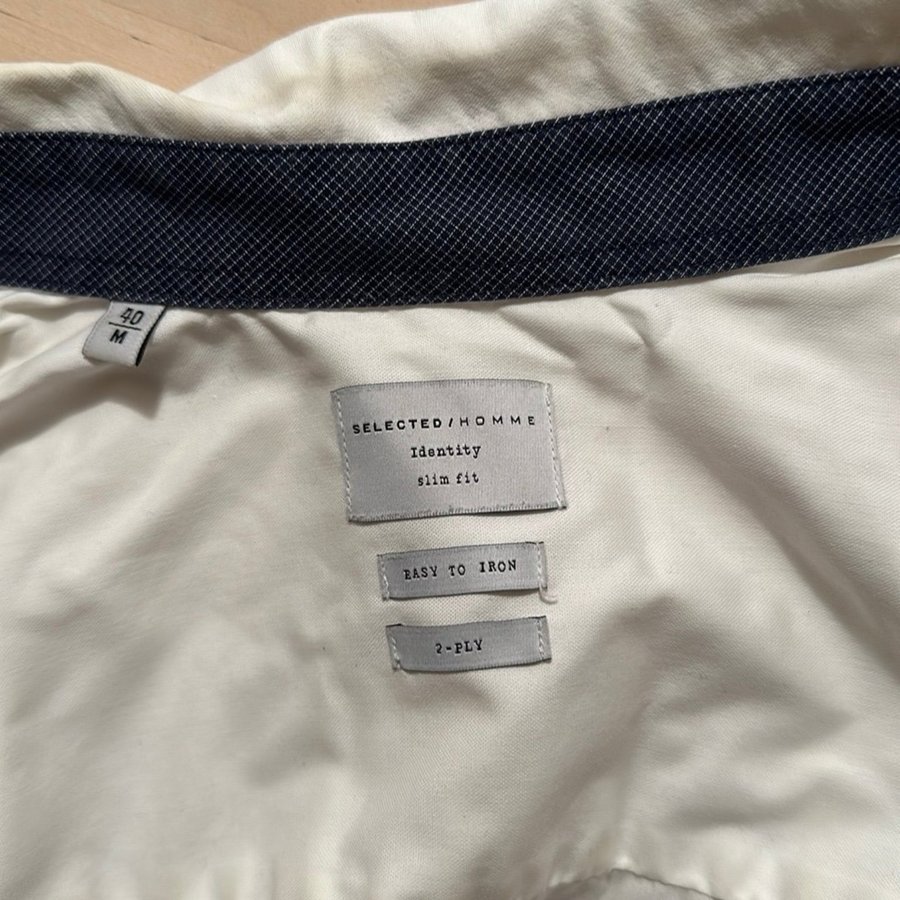 40
M
SELECTED/HOMME
Identity
slim fit
EASY TO IRON
2-PLY